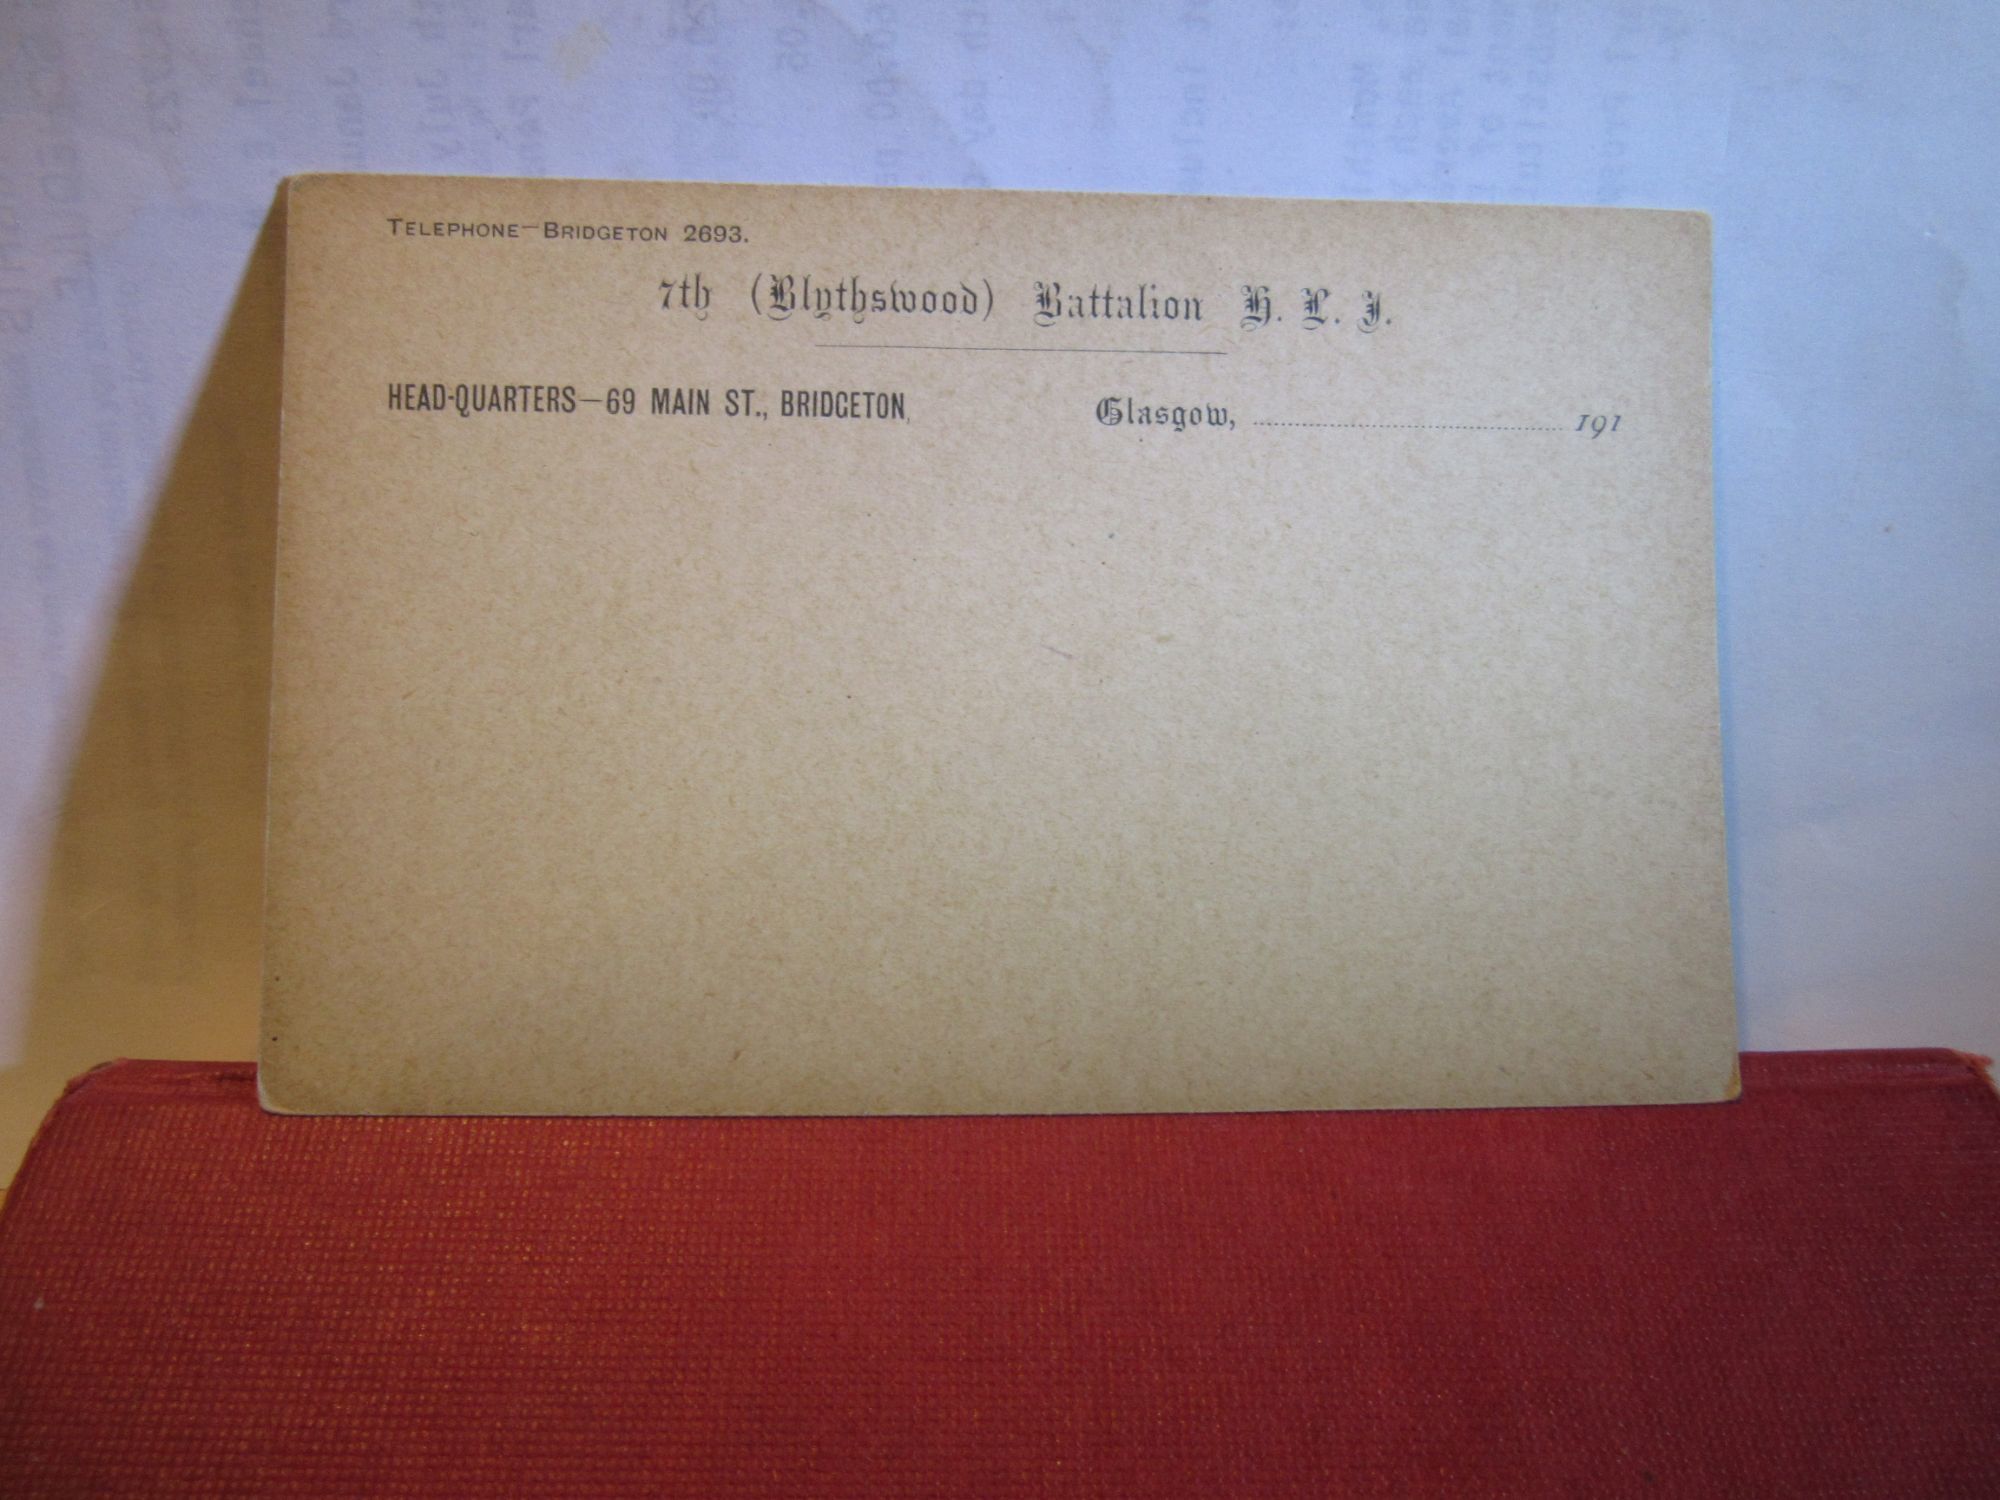 TELEPHONE—BRIDGETON 2693.
7th (Blythswood) Battalion H. L. I.
HEAD-QUARTERS—69 MAIN ST., BRIDGETON,
Glasgow, ........................................ 191